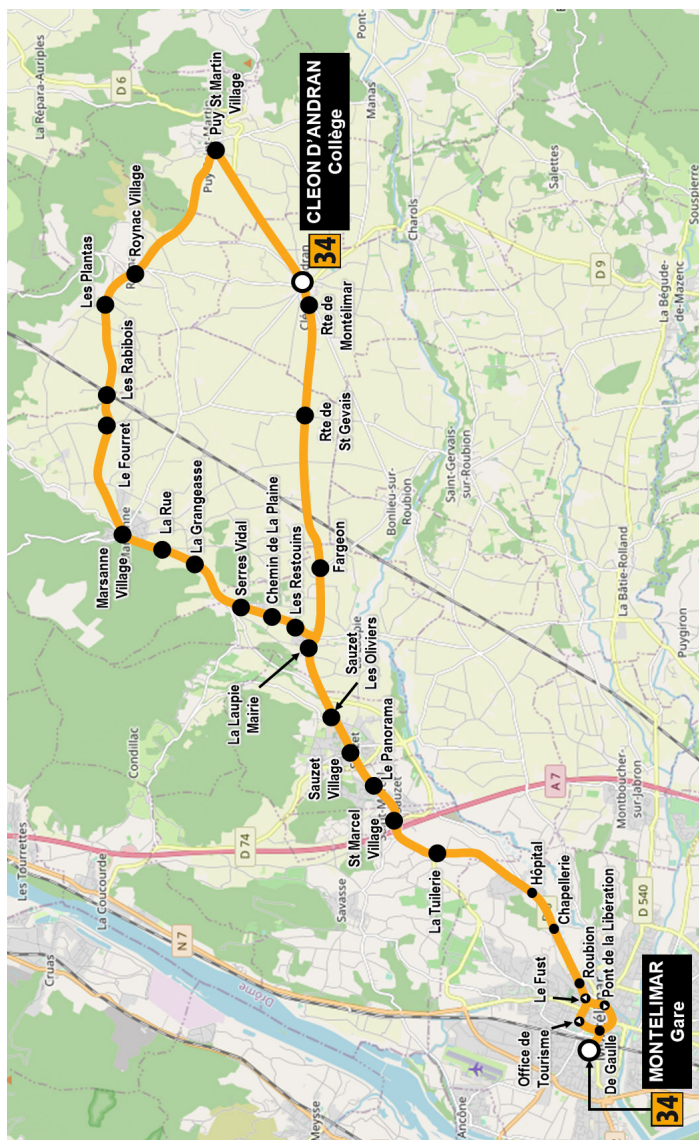 La Répara-Auriples
D 6
Puy St Martin
Village
Manas
CLEON D'ANDRAN
Collège
34
Roynac Village
Les Plantas
Les Rabibois
Le Fourret
Marsanne
Village
La Rue
La Grangeasse
Serres Vidal
Chemin de La Plaine
Les Restouins
La Laupie
Mairie
Rte de
Montélimar
Rte de
St Gevais
Fargeon
Sauzet
Les Oliviers
Sauzet
Village
Le Panorama
St Marcel
Village
La Tuilerie
Hôpital
Chapellerie
Roubion
Le Fust
Pont de la Libération
Office de
Tourisme
De Gaulle
MONTELIMAR
Gare
34
Charols
Salettes
Souspierre
D 9
La Bégude-
de-Mazenc
Saint-Gervais-
sur-Roubion
Bonlieu-sur-
Roubion
La Bâtie-Rolland
Puygiron
Condillac
D 74
A 7
Montboucher-
sur-Jabron
Les Tourrettes
La Coucourde
Savasse
N 7
Cruas
Drôme
D 540
Ancône
Meysse